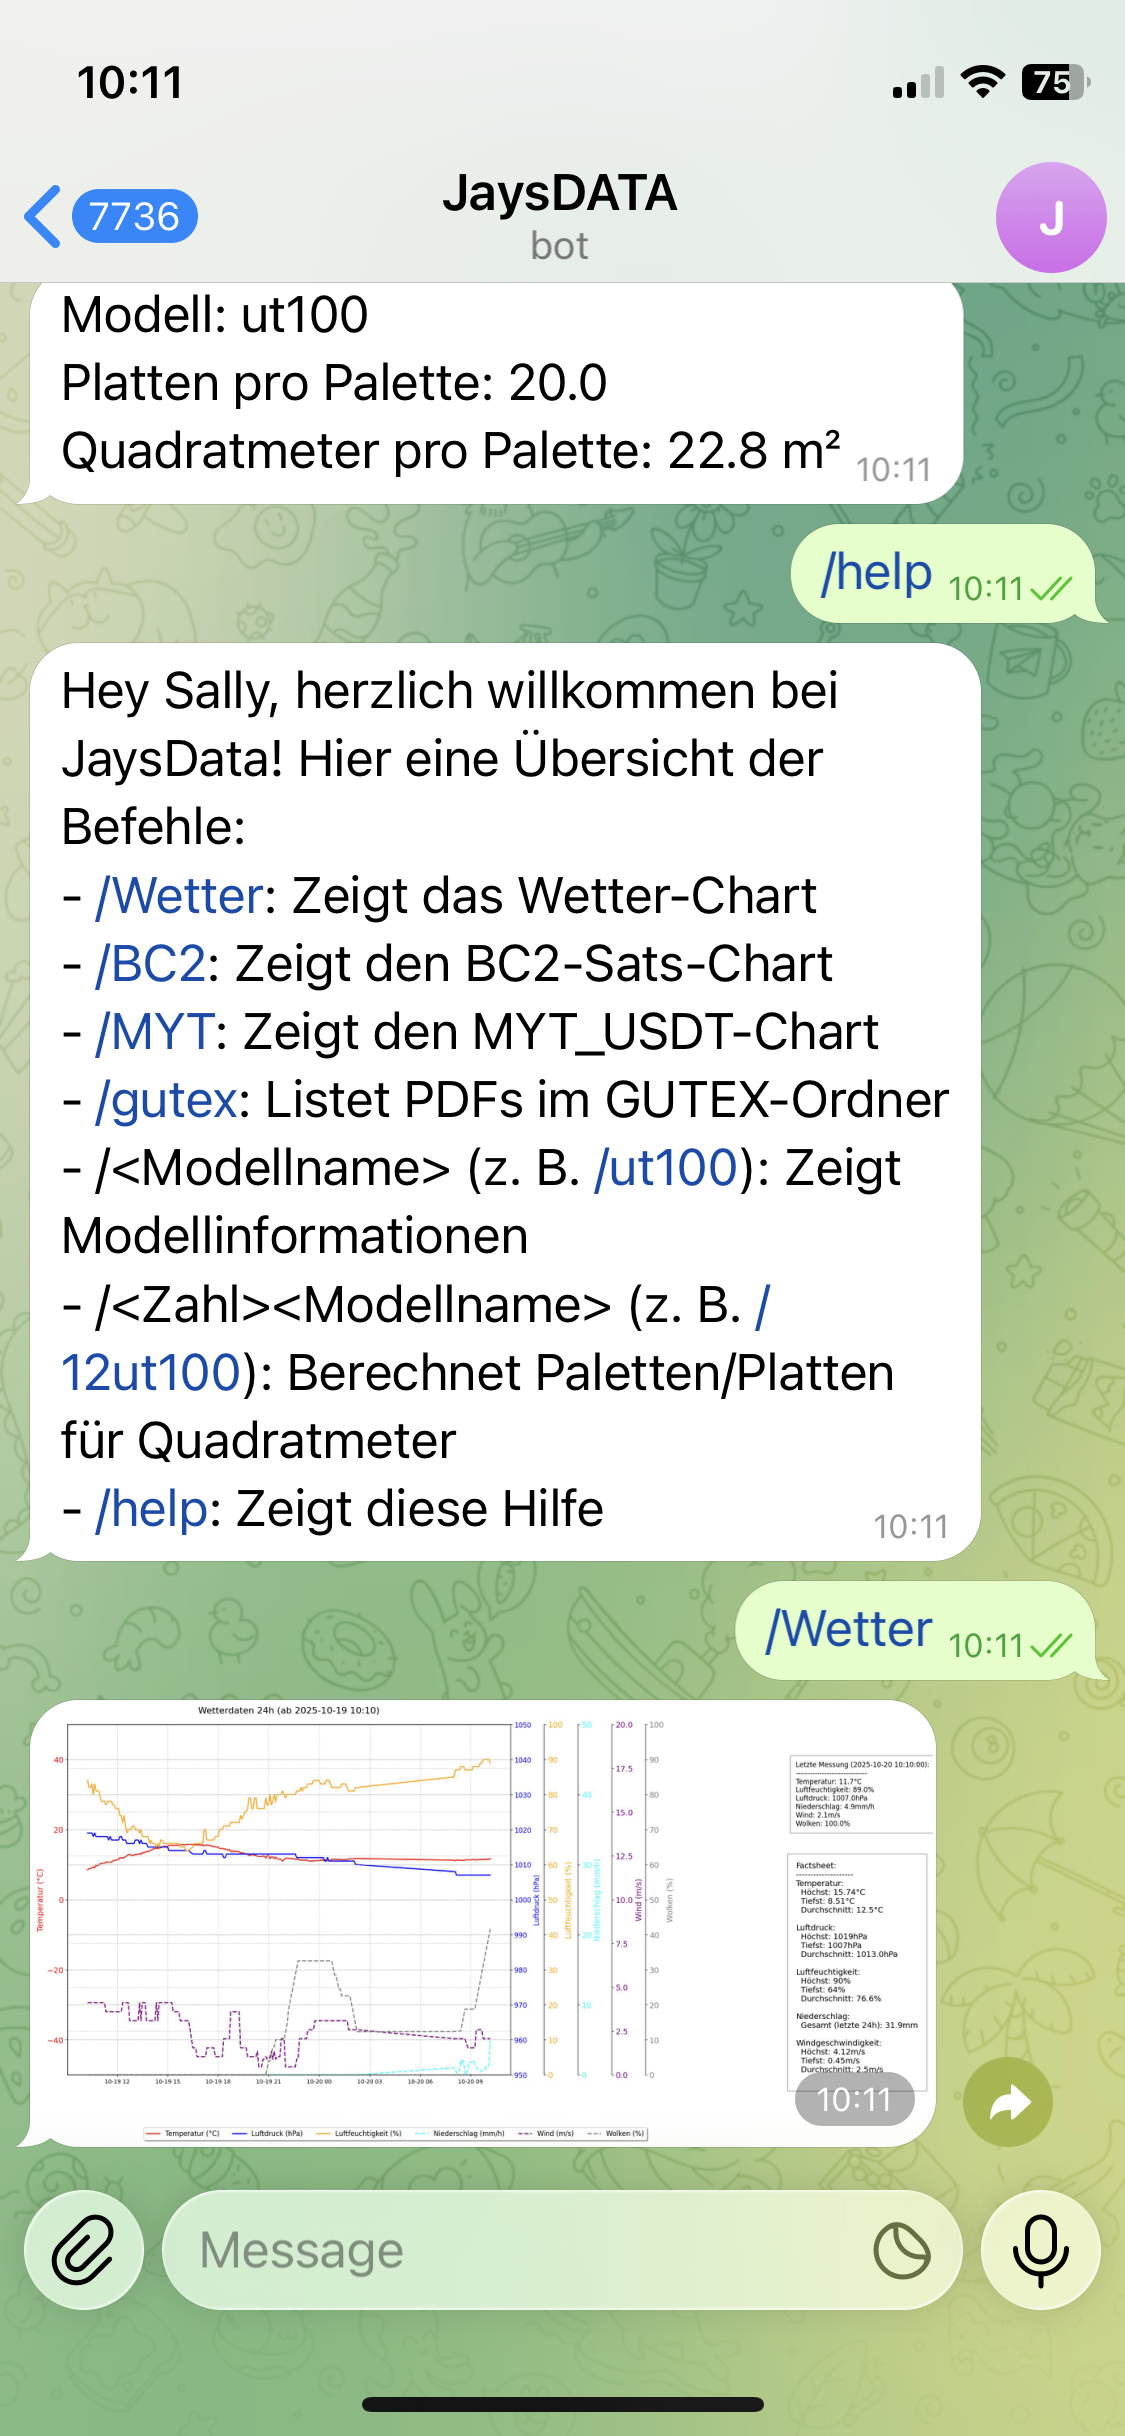 10:11
75
7736
JaysDATA
bot
J
Modell: ut100
Platten pro Palette: 20.0
Quadratmeter pro Palette: 22.8 m²
10:11
/help
10:11
Hey Sally, herzlich willkommen bei
JaysData! Hier eine Übersicht der
Befehle:
- /Wetter: Zeigt das Wetter-Chart
- /BC2: Zeigt den BC2-Sats-Chart
- /MYT: Zeigt den MYT_USDT-Chart
- /gutex: Listet PDFs im GUTEX-Ordner
- /<Modellname> (z. B. /ut100): Zeigt
Modellinformationen
- /<Zahl><Modellname> (z. B. /
12ut100): Berechnet Paletten/Platten
für Quadratmeter
- /help: Zeigt diese Hilfe
10:11
/Wetter
10:11
Wetterdaten 24h (ab 2025-10-19 10:10)
Temperatur (°C)
40
20
0
−20
−40
10-19 12
10-19 15
10-19 18
10-19 21
10-20 00
10-20 03
10-20 06
10-20 09
1050
1040
1030
1020
1010
1000
990
980
970
960
950
Luftdruck (hPa)
100
90
80
70
60
50
40
30
20
10
0
Luftfeuchtigkeit (%)
50
40
30
20
10
0
Niederschlag (mm/h)
20.0
17.5
15.0
12.5
10.0
7.5
5.0
2.5
0.0
Wind (m/s)
100
90
80
70
60
50
40
30
20
10
0
Wolken (%)
Letzte Messung (2025-10-20 10:10:00):
Temperatur: 11.7°C
Luftfeuchtigkeit: 89.0%
Luftdruck: 1007.0hPa
Niederschlag: 4.9mm/h
Wind: 2.1m/s
Wolken: 100.0%
Factsheet:
Temperatur:
Höchst: 15.74°C
Tiefst: 8.51°C
Durchschnitt: 12.5°C
Luftdruck:
Höchst: 1019hPa
Tiefst: 1007hPa
Durchschnitt: 1013.0hPa
Luftfeuchtigkeit:
Höchst: 90%
Tiefst: 64%
Durchschnitt: 76.6%
Niederschlag:
Gesamt (letzte 24h): 31.9mm
Windgeschwindigkeit:
Höchst: 4.12m/s
Tiefst: 0.45m/s
Durchschnitt: 2.5m/s
10:11
Temperatur (°C) Luftdruck (hPa) Luftfeuchtigkeit (%) Niederschlag (mm/h) Wind (m/s) Wolken (%)
Message